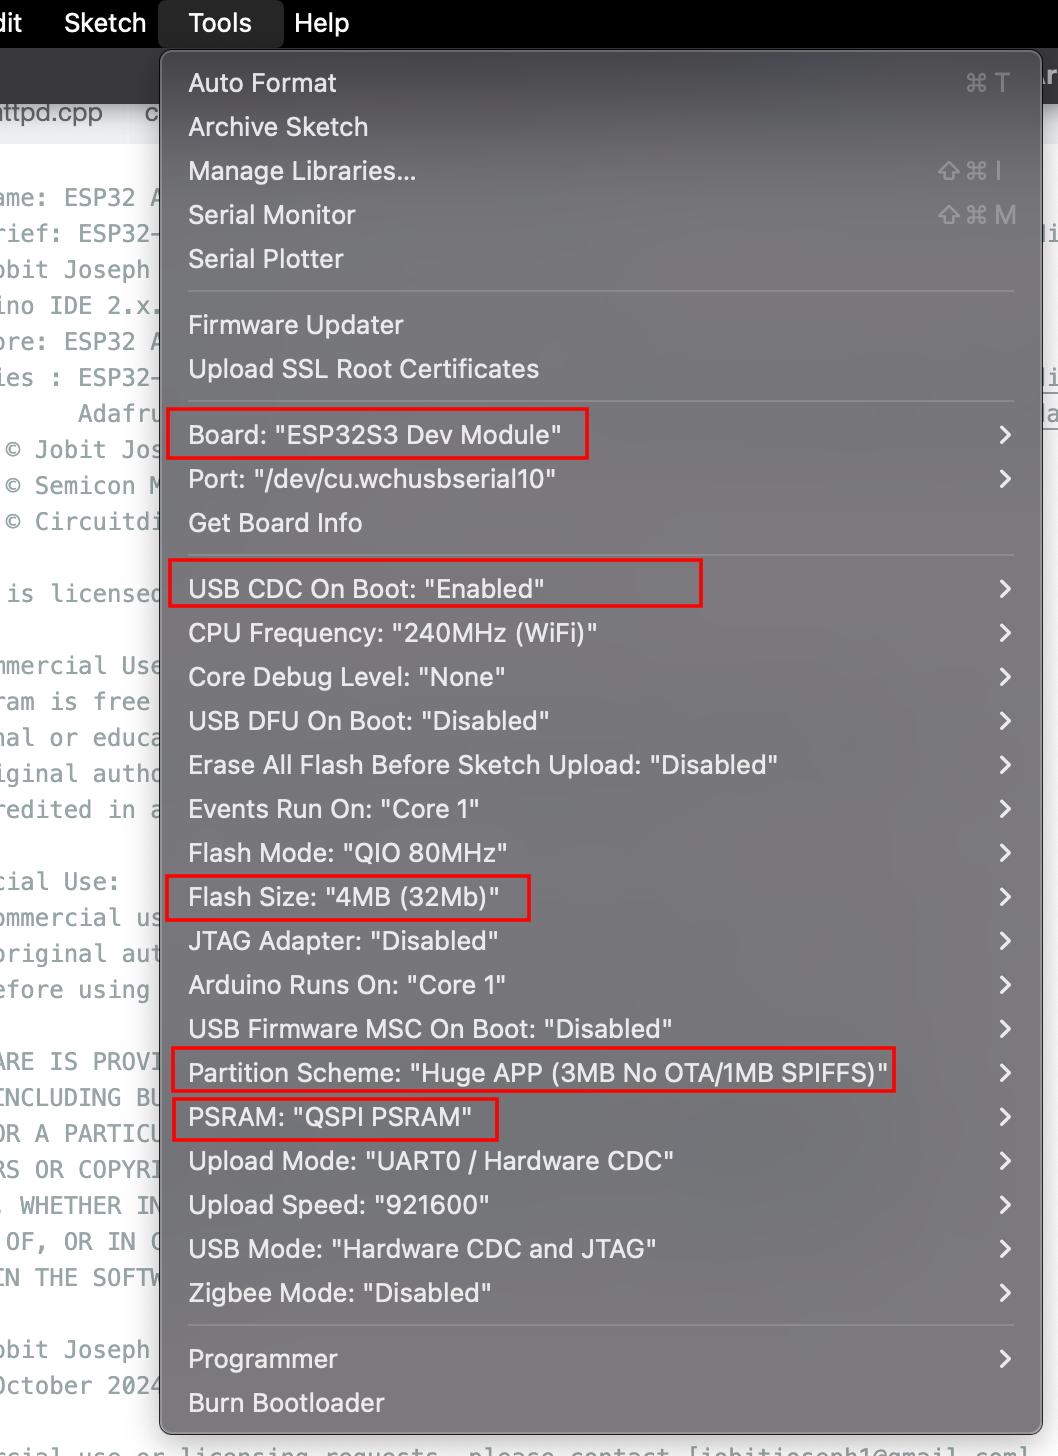 Sketch Tools Help
Auto Format ⌘ T
ttpd.cpp
Archive Sketch
Manage Libraries... ⇧ ⌘ I
ame: ESP32
Serial Monitor ⇧ ⌘ M
rief: ESP32-
Serial Plotter
obit Joseph
ino IDE 2.x.
Firmware Updater
ore: ESP32
Upload SSL Root Certificates
ies : ESP32-
Adafru
Board: "ESP32S3 Dev Module"
© Jobit Jos
Port: "/dev/cu.wchusbserial10"
© Semicon M
Get Board Info
© Circuitdi
USB CDC On Boot: "Enabled"
is licensed
CPU Frequency: "240MHz (WiFi)"
mmercial Use
Core Debug Level: "None"
ram is free
USB DFU On Boot: "Disabled"
nal or educa
Erase All Flash Before Sketch Upload: "Disabled"
iginal autho
Events Run On: "Core 1"
redited in a
Flash Mode: "QIO 80MHz"
cial Use:
Flash Size: "4MB (32Mb)"
ommercial us
JTAG Adapter: "Disabled"
original aut
Arduino Runs On: "Core 1"
efore using
USB Firmware MSC On Boot: "Disabled"
ARE IS PROVI
Partition Scheme: "Huge APP (3MB No OTA/1MB SPIFFS)"
INCLUDING BU
PSRAM: "QSPI PSRAM"
OR A PARTICU
Upload Mode: "UART0 / Hardware CDC"
RS OR COPYRI
Upload Speed: "921600"
WHETHER IN
USB Mode: "Hardware CDC and JTAG"
OF, OR IN C
IN THE SOFTW
Zigbee Mode: "Disabled"
obit Joseph
Programmer
October 2024
Burn Bootloader